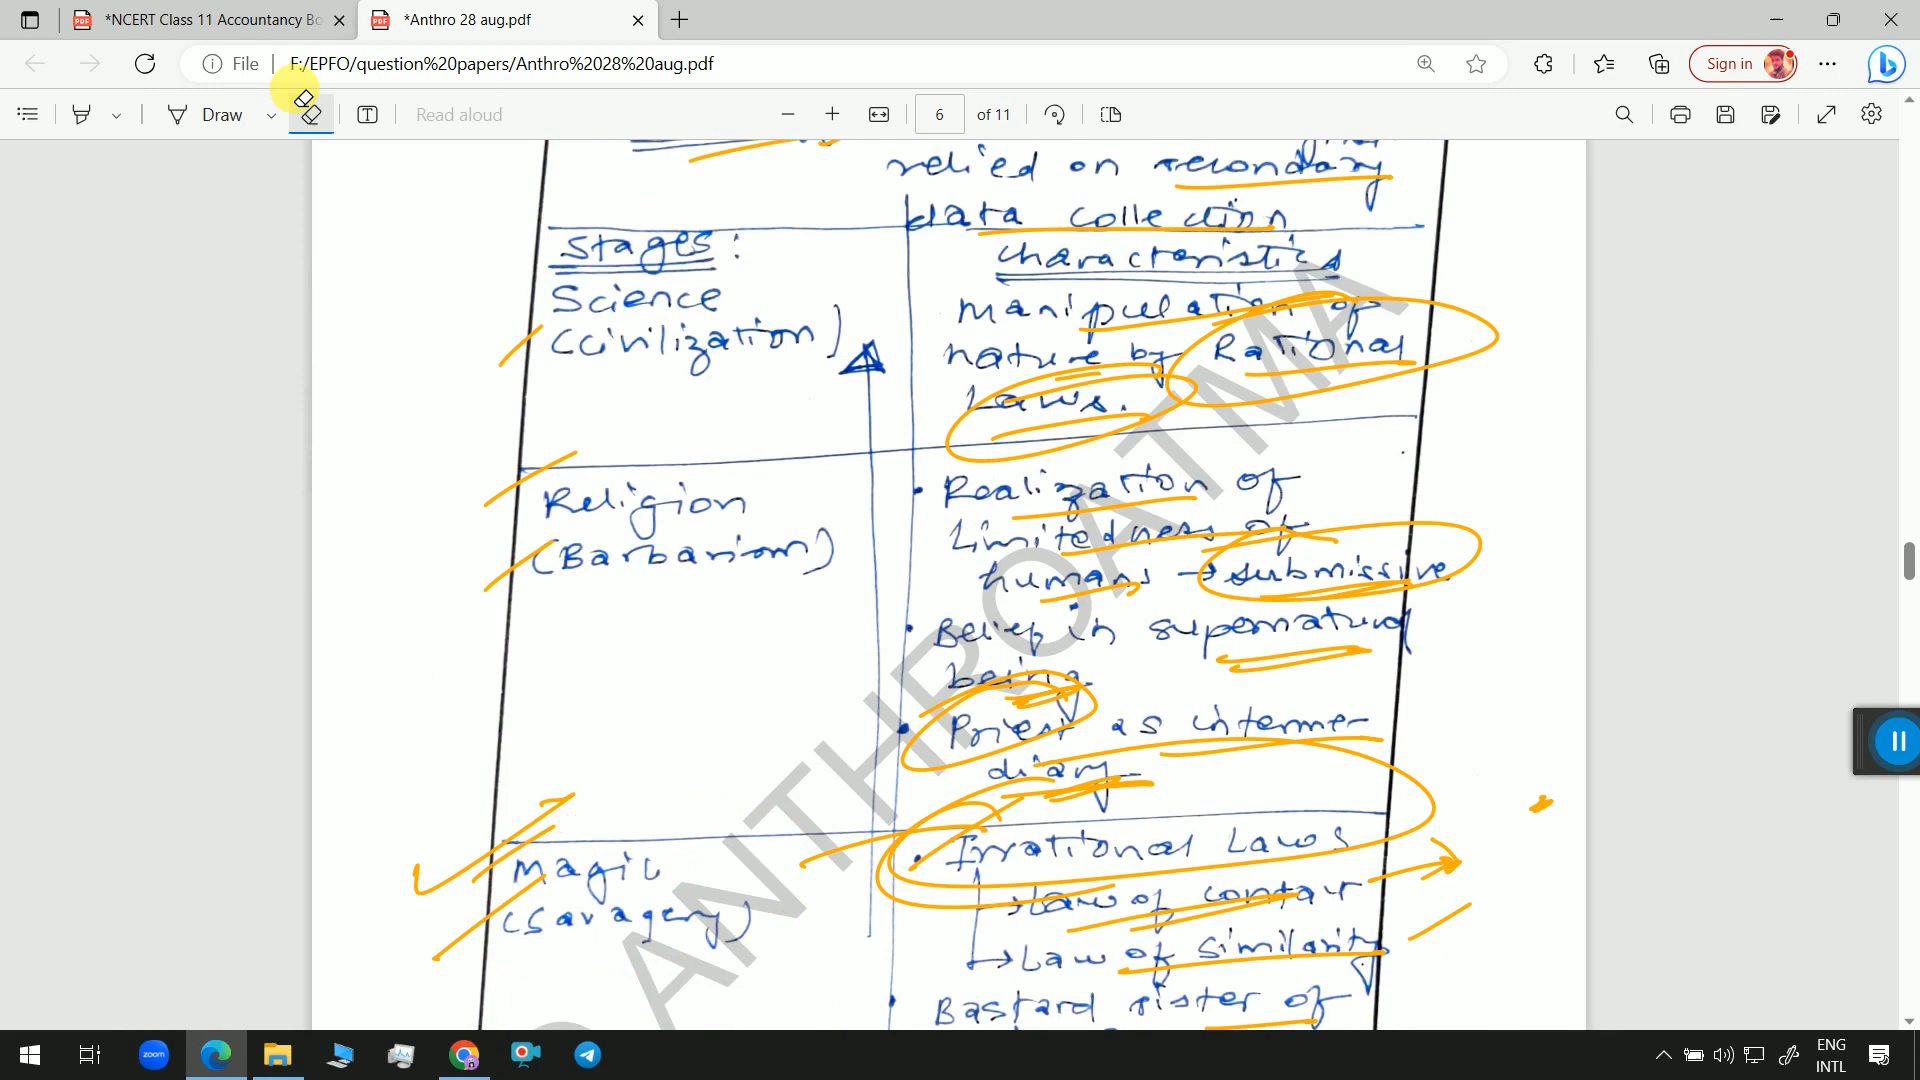 *NCERT Class 11 Accountancy Bo
*Anthro 28 aug.pdf
File
F:/EPFO/question%20papers/Anthro%2028%20aug.pdf
Sign in
Draw
Read aloud
6 of 11
relied on secondary
data collection
Stages:
characteristics
Science
(civilization)
Manipulation of
nature by Rational
Laws.
Religion
(Barbarism)
• Realization of
Limitedness of
humans → submissive
• Belief in supernatural
being
• Priest as interme-
diary
Magic
(Savagery)
• Irrational Laws
→ Law of contact
→ Law of similarity
• Bastard sister of
ANTHROATMA
zoom
ENG
INTL